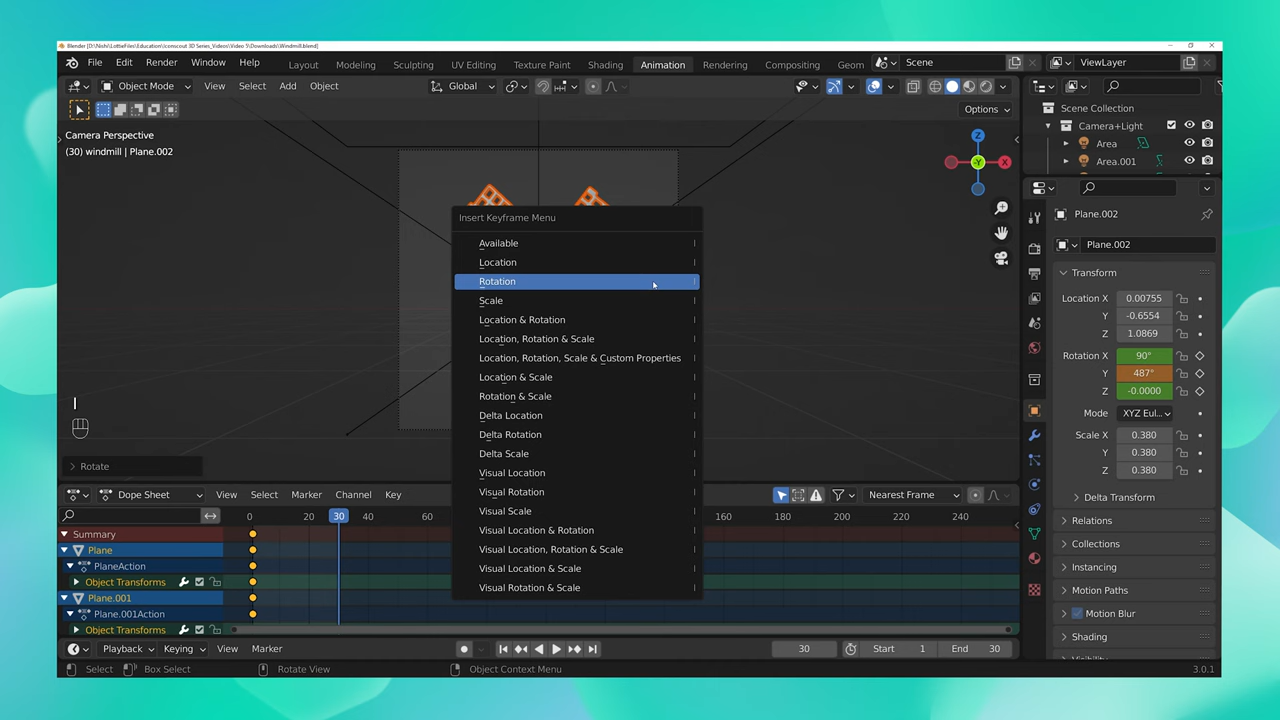 Blender [D:\Nishi\LottieFiles\Education\Iconscout 3D Series_Videos\Video 5\Downloads\Windmill.blend]
File Edit Render Window Help Layout Modeling Sculpting UV Editing Texture Paint Shading Animation Rendering Geom Scene ViewLayer
Object Mode View Select Add Object Global
Options
Camera Perspective
(30) windmill | Plane.002
Z
-Y
X
Scene Collection
Camera+Light
Area
Area.001
Plane.002
Plane.002
Transform
Location X 0.00755
Y -0.6554
Z 1.0869
Rotation X 90°
Y 487°
Z -0.0000
Mode XYZ Eul...
Scale X 0.380
Y 0.380
Z 0.380
Delta Transform
Relations
Collections
Instancing
Motion Paths
Motion Blur
Shading
Insert Keyframe Menu
Available I
Location I
Rotation I
Scale I
Location & Rotation I
Location, Rotation & Scale I
Location, Rotation, Scale & Custom Properties I
Location & Scale I
Rotation & Scale I
Delta Location I
Delta Rotation I
Delta Scale I
Visual Location I
Visual Rotation I
Visual Scale I
Visual Location & Rotation I
Visual Location, Rotation & Scale I
Visual Location & Scale I
Visual Rotation & Scale I
I
Rotate
Dope Sheet View Select Marker Channel Key Nearest Frame
0 20 30 40 60 160 180 200 220 240
Summary
Plane
PlaneAction
Object Transforms
Plane.001
Plane.001Action
Object Transforms
Playback Keying View Marker 30 Start 1 End 30
Select Box Select Rotate View Object Context Menu 3.0.1